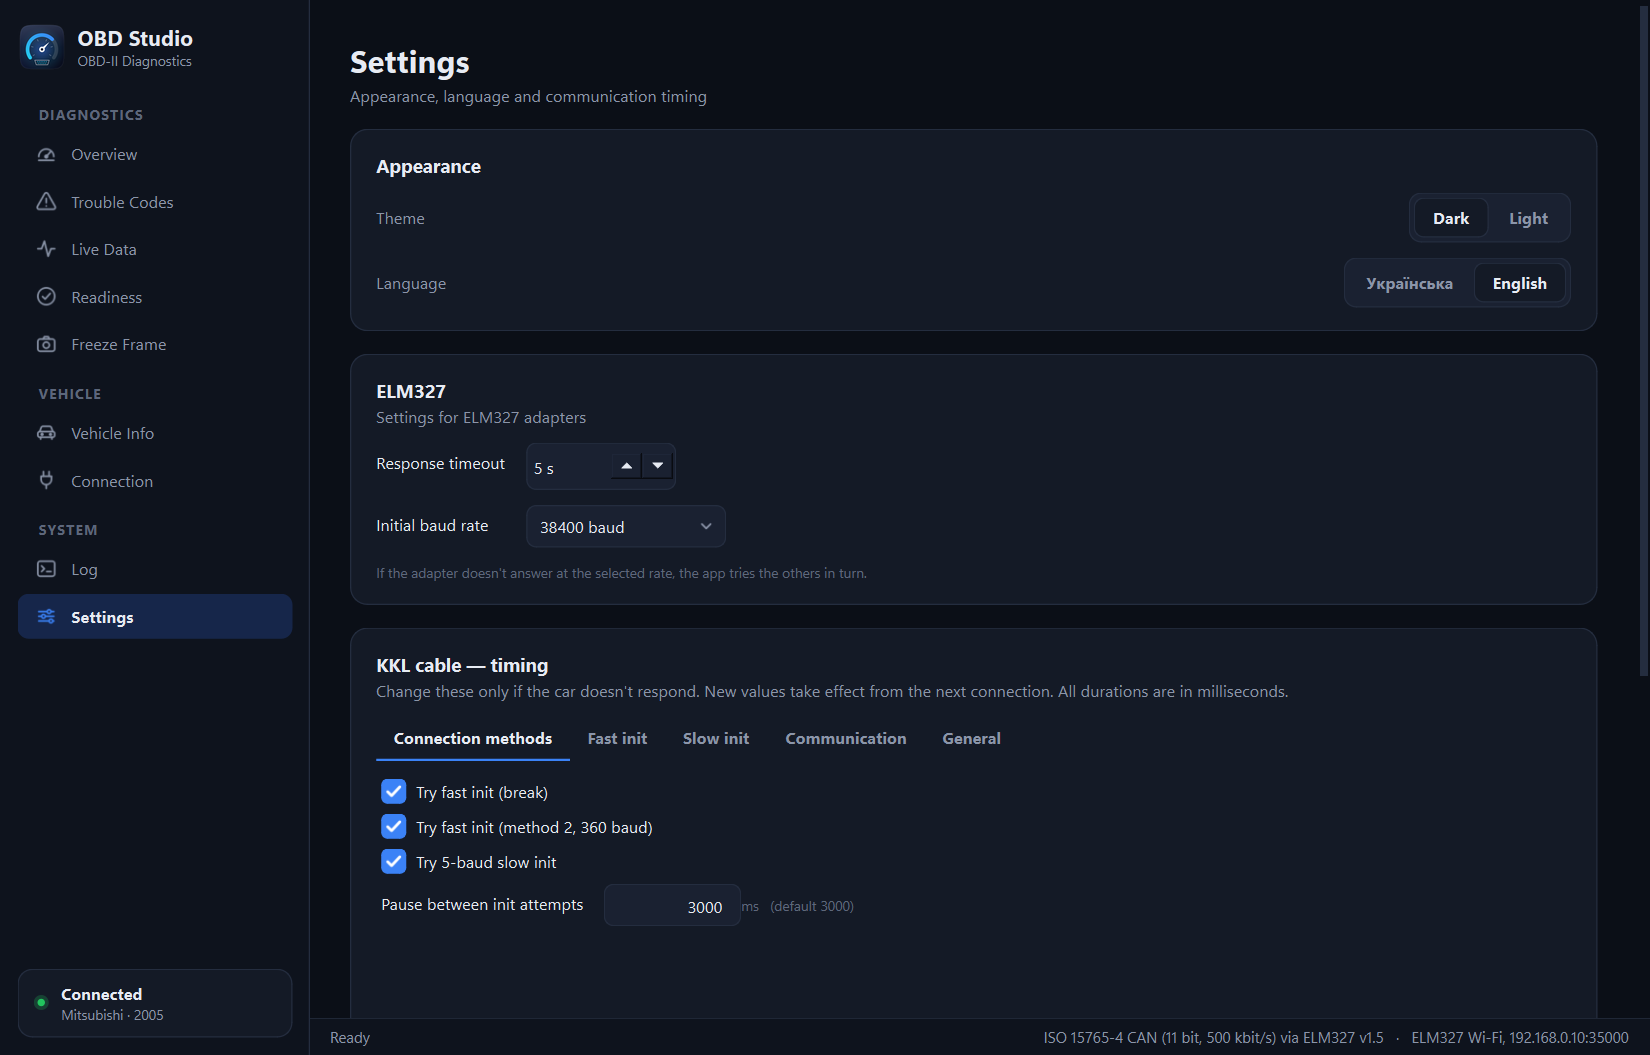 OBD Studio
OBD-II Diagnostics
DIAGNOSTICS
Overview
Trouble Codes
Live Data
Readiness
Freeze Frame
VEHICLE
Vehicle Info
Connection
SYSTEM
Log
Settings
Connected
Mitsubishi · 2005
Settings
Appearance, language and communication timing
Appearance
Theme
Dark Light
Language
Українська English
ELM327
Settings for ELM327 adapters
Response timeout 5 s
Initial baud rate 38400 baud
If the adapter doesn't answer at the selected rate, the app tries the others in turn.
KKL cable — timing
Change these only if the car doesn't respond. New values take effect from the next connection. All durations are in milliseconds.
Connection methods Fast init Slow init Communication General
Try fast init (break)
Try fast init (method 2, 360 baud)
Try 5-baud slow init
Pause between init attempts 3000 ms (default 3000)
Ready ISO 15765-4 CAN (11 bit, 500 kbit/s) via ELM327 v1.5 · ELM327 Wi-Fi, 192.168.0.10:35000